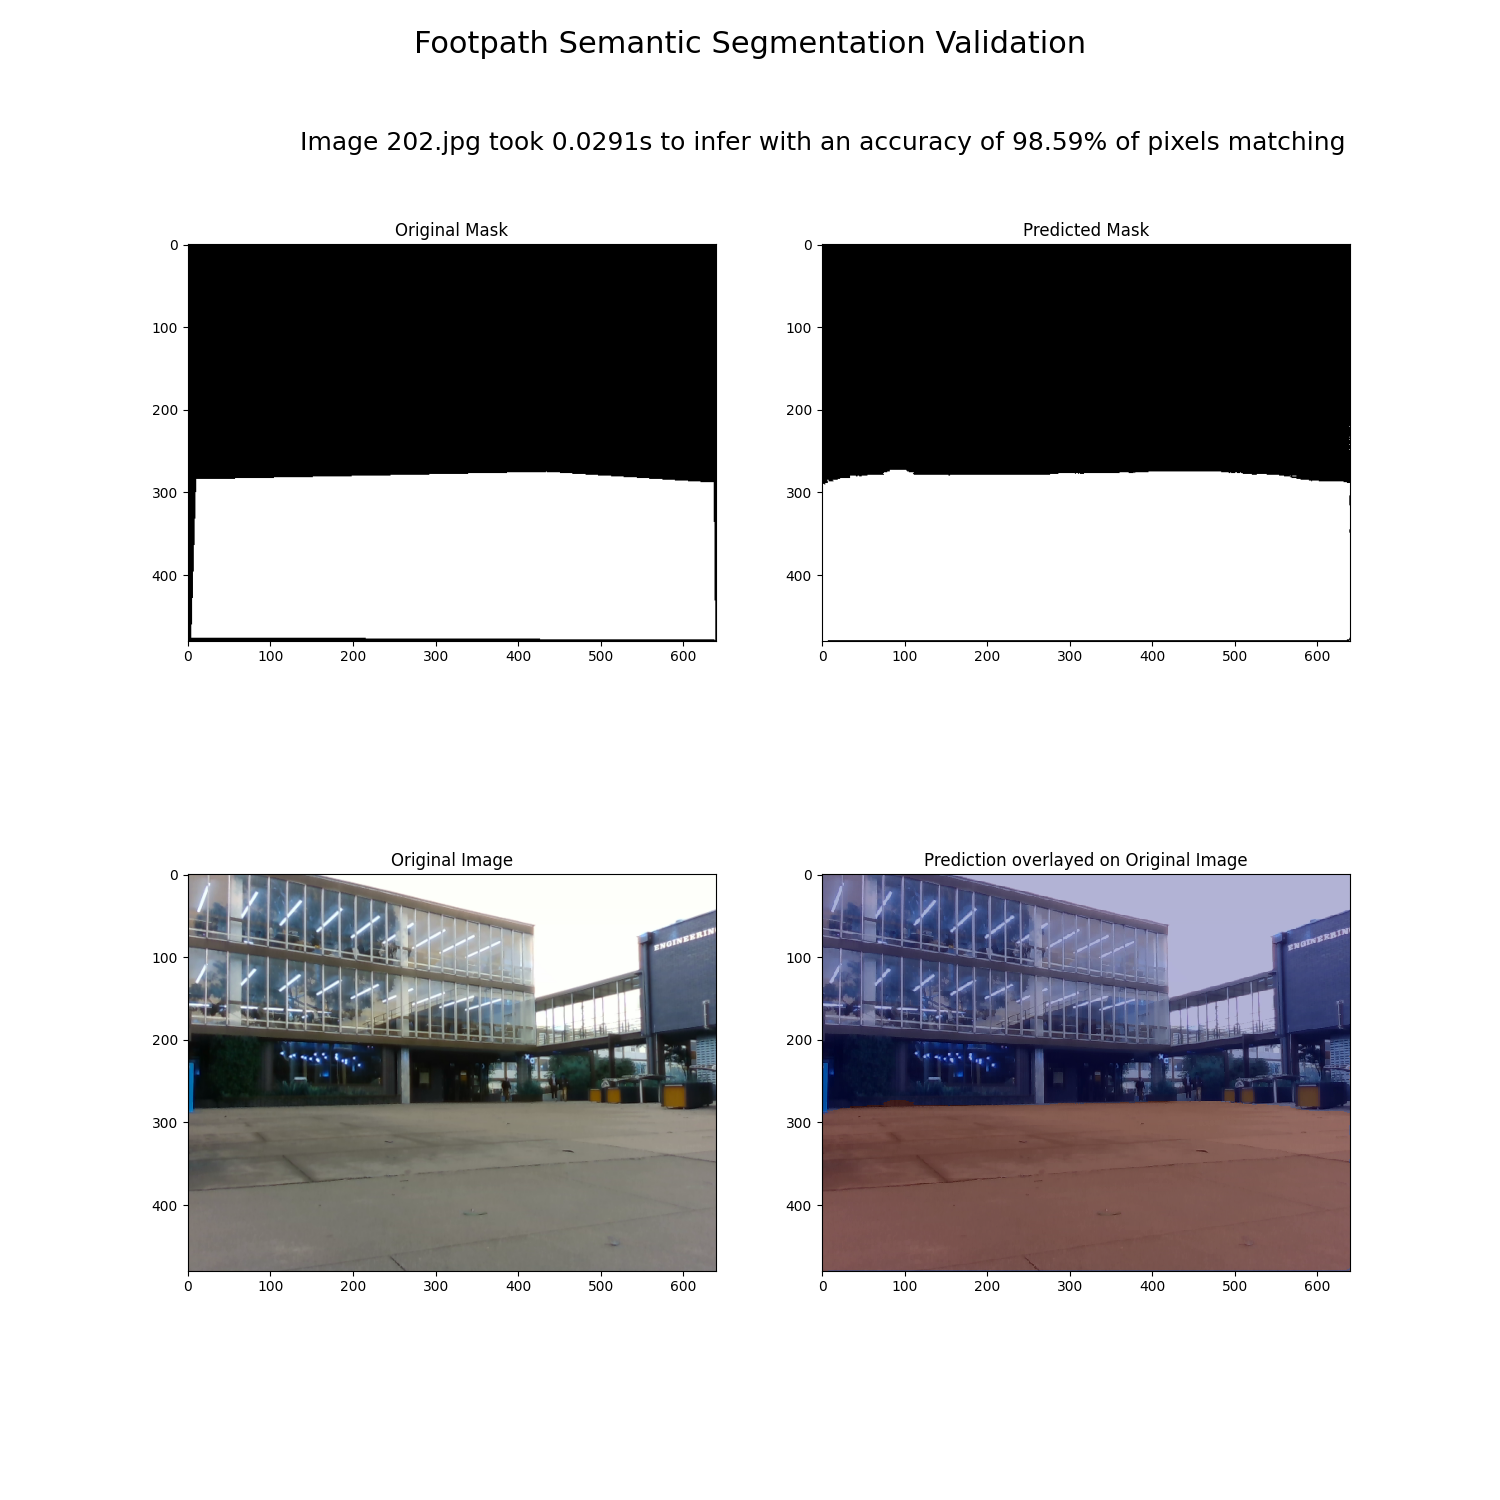 Footpath Semantic Segmentation Validation
Image 202.jpg took 0.0291s to infer with an accuracy of 98.59% of pixels matching
Original Mask
0
100
200
300
400
0 100 200 300 400 500 600
Predicted Mask
0
100
200
300
400
0 100 200 300 400 500 600
Original Image
0
100
200
300
400
0 100 200 300 400 500 600
ENGINEERING
Prediction overlayed on Original Image
0
100
200
300
400
0 100 200 300 400 500 600
ENGINEERING